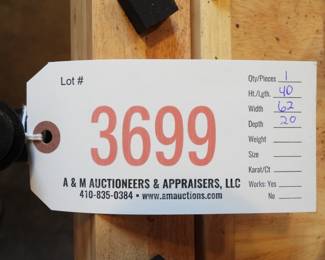 Lot #
3699
A & M AUCTIONEERS & APPRAISERS, LLC
410-835-0384 • www.amauctions.com
Qty/Pieces 1
Ht./Lgth. 40
Width 62
Depth 20
Weight
Size
Karat/Ct
Works: Yes
No